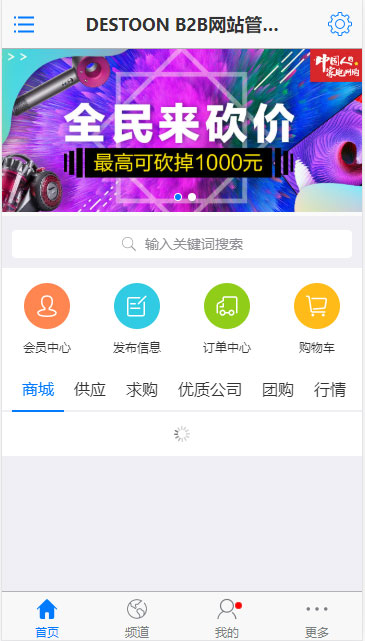 DESTOON B2B网站管...
> >
中国人的
家电网购
全民来砍价
最高可砍掉1000元
输入关键词搜索
会员中心 发布信息 订单中心 购物车
商城 供应 求购 优质公司 团购 行情
首页 频道 我的 更多